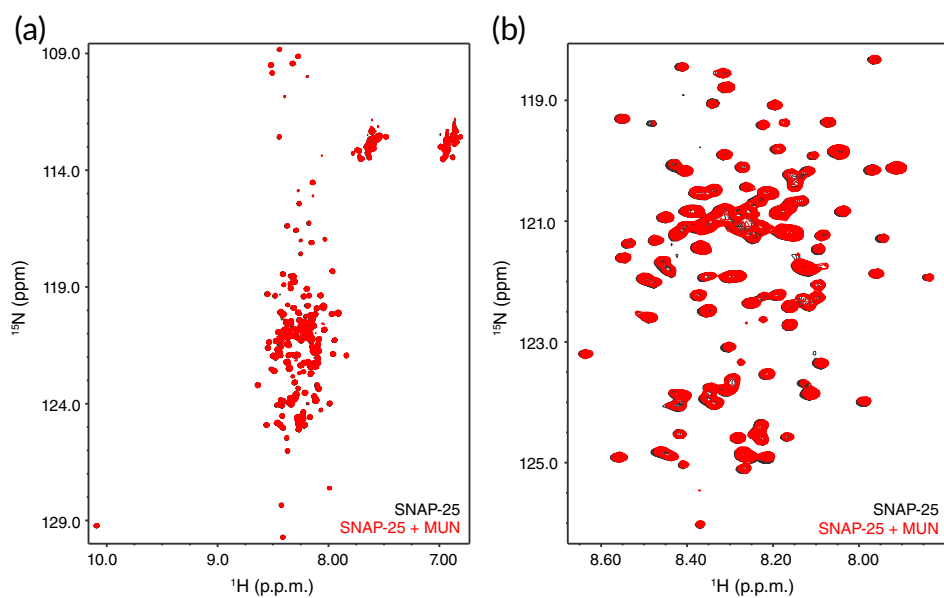 (a)
109.0
114.0
119.0
124.0
129.0
¹⁵N (ppm)
SNAP-25
SNAP-25 + MUN
10.0 9.0 8.0 7.00
¹H (p.p.m.)
(b)
119.0
121.0
123.0
125.0
¹⁵N (ppm)
SNAP-25
SNAP-25 + MUN
8.60 8.40 8.20 8.00
¹H (p.p.m.)